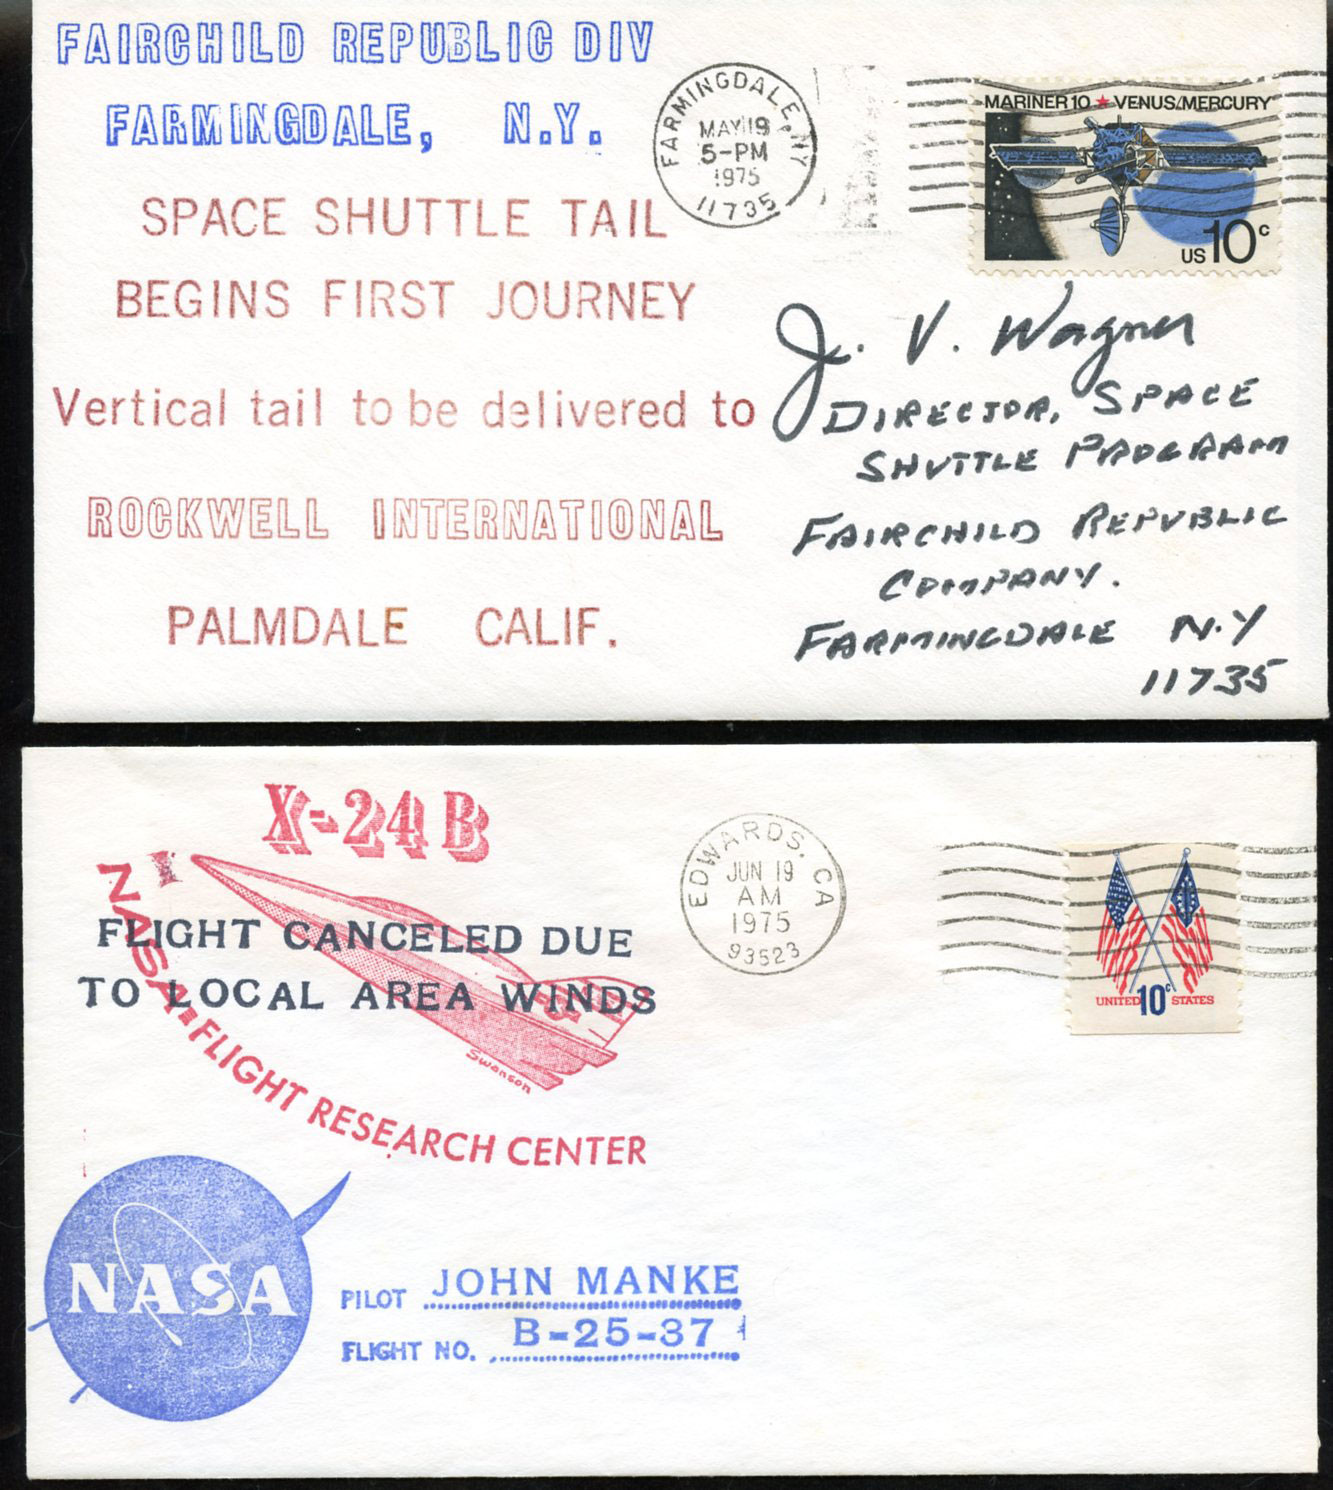 FAIRCHILD REPUBLIC DIV
FARMINGDALE, N.Y.
SPACE SHUTTLE TAIL
BEGINS FIRST JOURNEY
Vertical tail to be delivered to
ROCKWELL INTERNATIONAL
PALMDALE CALIF.
FARMINGDALE, NY
MAY 19
5-PM
1975
11735
MARINER 10 ★ VENUS/MERCURY
US 10c
J. V. Wagner
DIRECTOR, SPACE
SHUTTLE PROGRAM
FAIRCHILD REPUBLIC
COMPANY.
FARMINGDALE N.Y
11735
X-24B
NASA-FLIGHT RESEARCH CENTER
FLIGHT CANCELED DUE
TO LOCAL AREA WINDS
Swanson
EDWARDS, CA
JUN 19
AM
1975
93523
UNITED 10c STATES
NASA
PILOT JOHN MANKE
FLIGHT NO. B-25-37